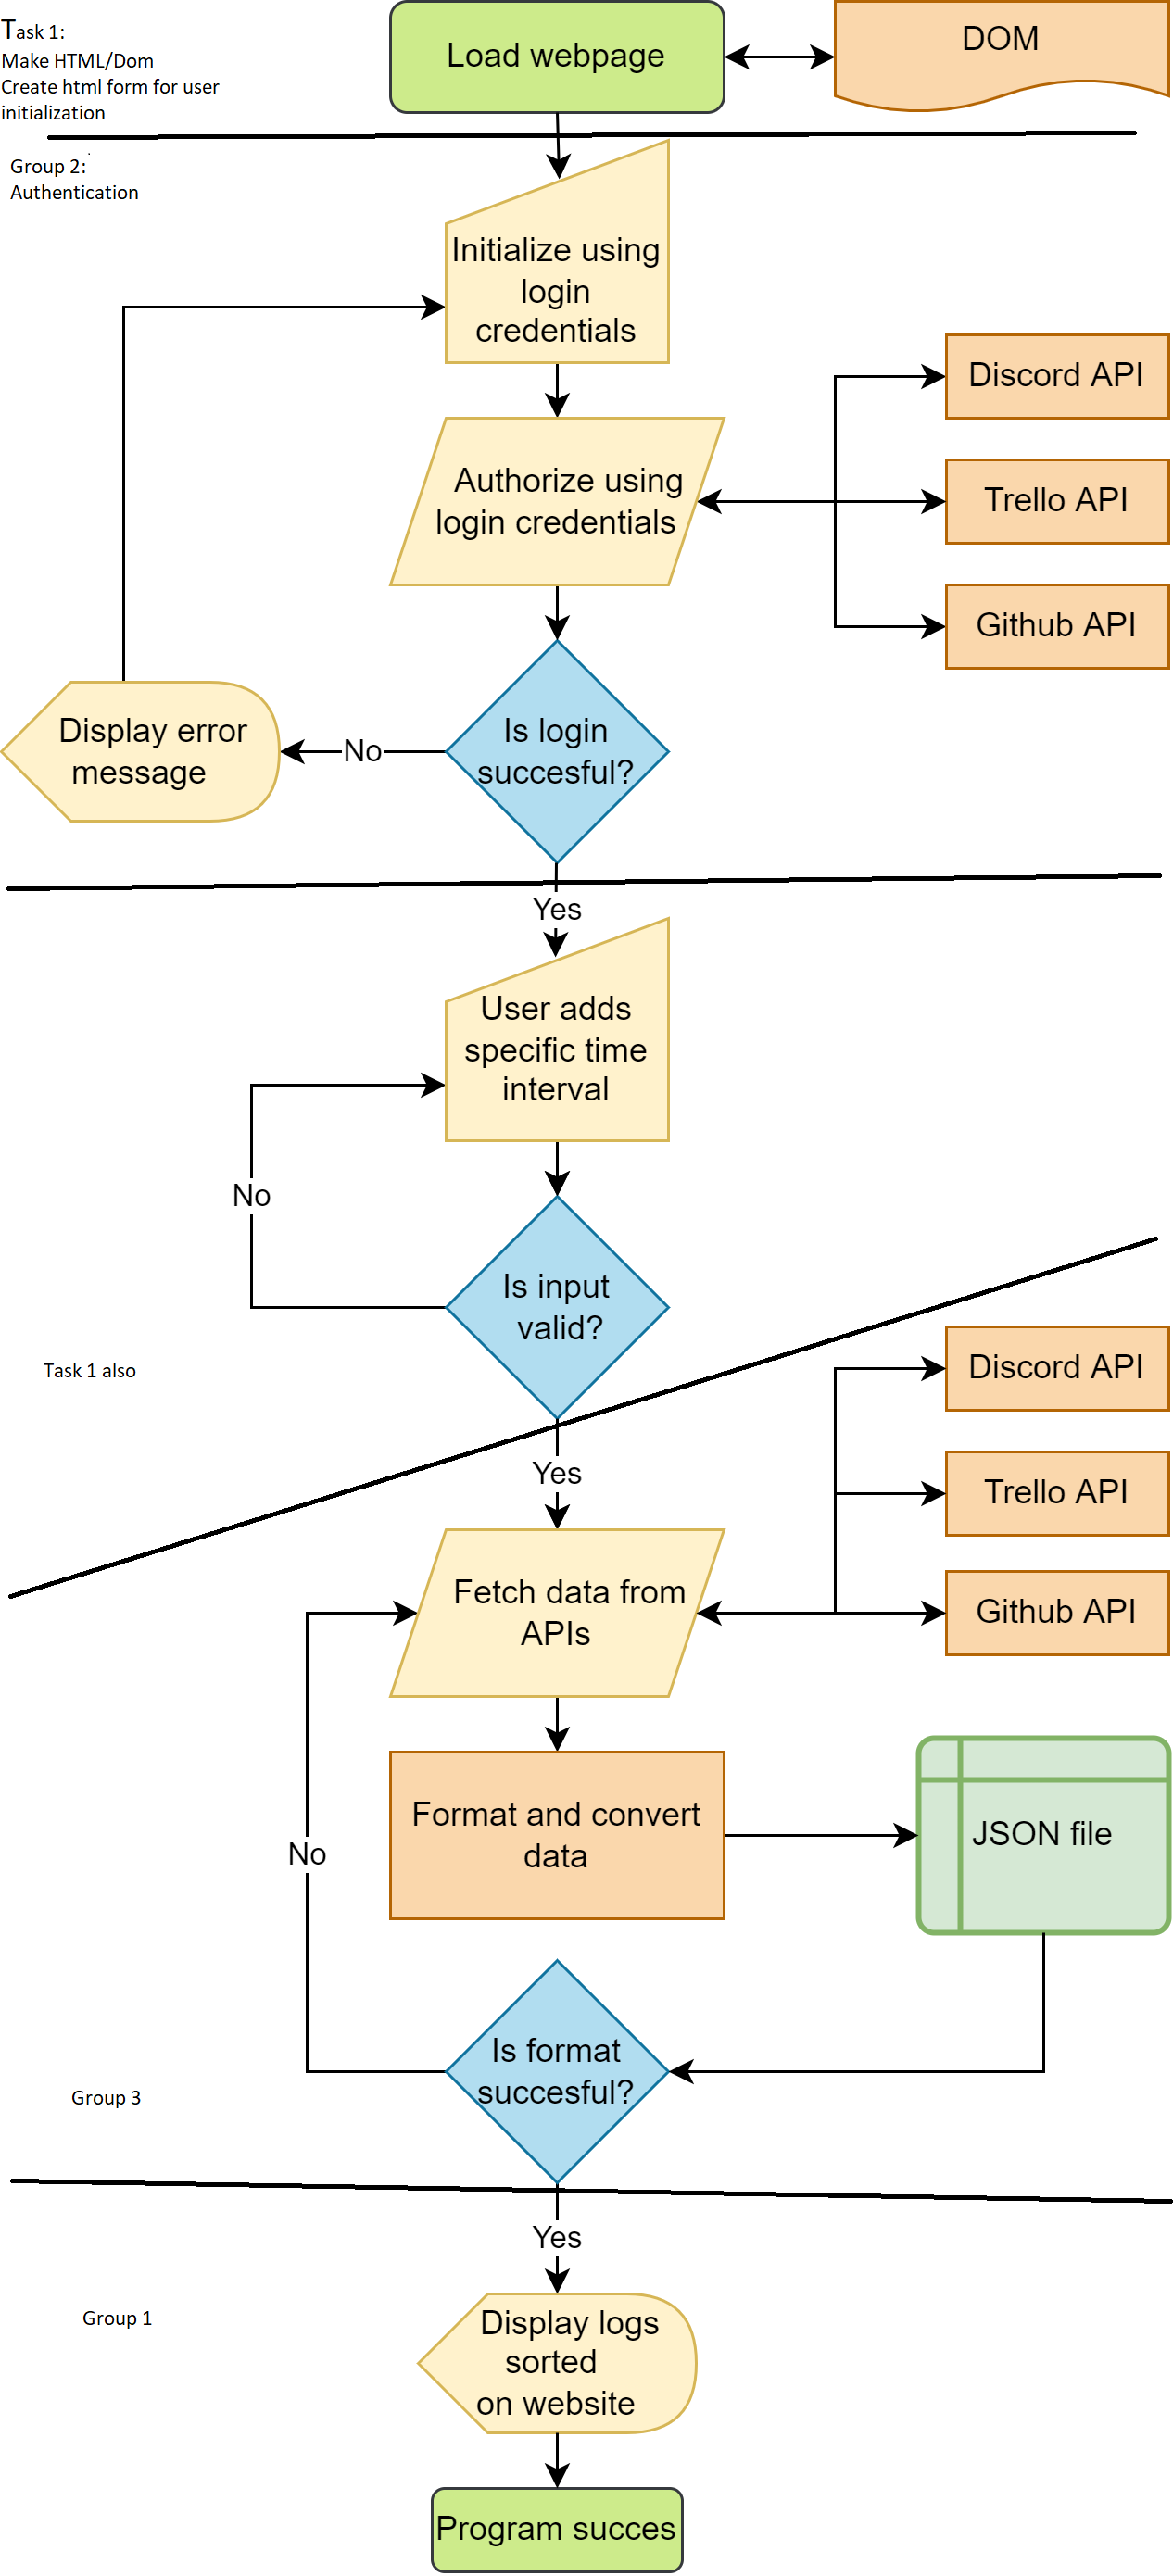 Task 1:
Make HTML/Dom
Create html form for user
initialization
Load webpage
DOM
Group 2:
Authentication
Initialize using
login
credentials
Discord API
Authorize using
login credentials
Trello API
Github API
Display error
message
No
Is login
succesful?
Yes
User adds
specific time
interval
No
Is input
valid?
Task 1 also
Discord API
Yes
Trello API
Fetch data from
APIs
Github API
Format and convert
data
JSON file
No
Is format
succesful?
Group 3
Yes
Group 1
Display logs
sorted
on website
Program succes